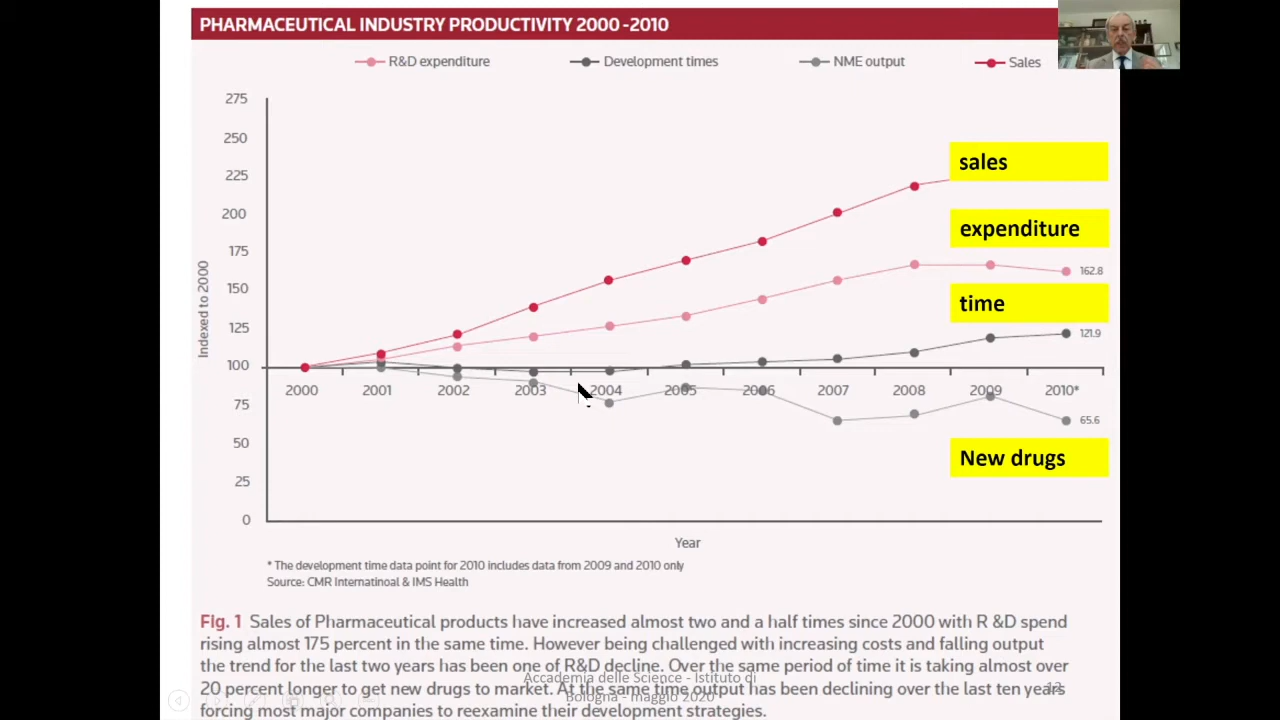 PHARMACEUTICAL INDUSTRY PRODUCTIVITY 2000 -2010
R&D expenditure Development times NME output Sales
275
250
225
200
175
150
125
100
75
50
25
0
Indexed to 2000
sales
expenditure
162.8
time
121.9
2000 2001 2002 2003 2004 2005 2006 2007 2008 2009 2010*
65.6
New drugs
Year
* The development time data point for 2010 includes data from 2009 and 2010 only
Source: CMR Internatinoal & IMS Health
Fig. 1 Sales of Pharmaceutical products have increased almost two and a half times since 2000 with R &D spend
rising almost 175 percent in the same time. However being challenged with increasing costs and falling output
the trend for the last two years has been one of R&D decline. Over the same period of time it is taking almost over
20 percent longer to get new drugs to market. At the same time output has been declining over the last ten years
forcing most major companies to reexamine their development strategies.
Accademia delle Science - Istituto di
Bologna - maggio 2020
12